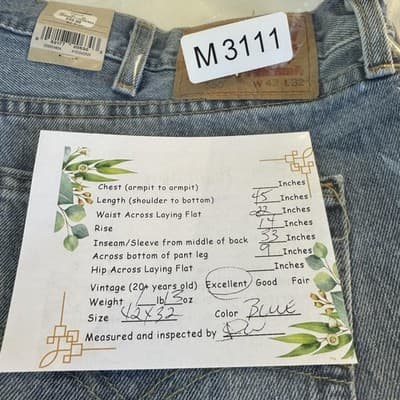 M3111
W 42 L 32
Chest (armpit to armpit) Inches
Length (shoulder to bottom) 45 Inches
Waist Across Laying Flat 22 Inches
Rise 14 Inches
Inseam/Sleeve from middle of back 33 Inches
Across bottom of pant leg 9 Inches
Hip Across Laying Flat Inches
Vintage (20+ years old) Excellent Good Fair
Weight 1 lb 13 oz
Size 42x32 Color BLUE
Measured and inspected by